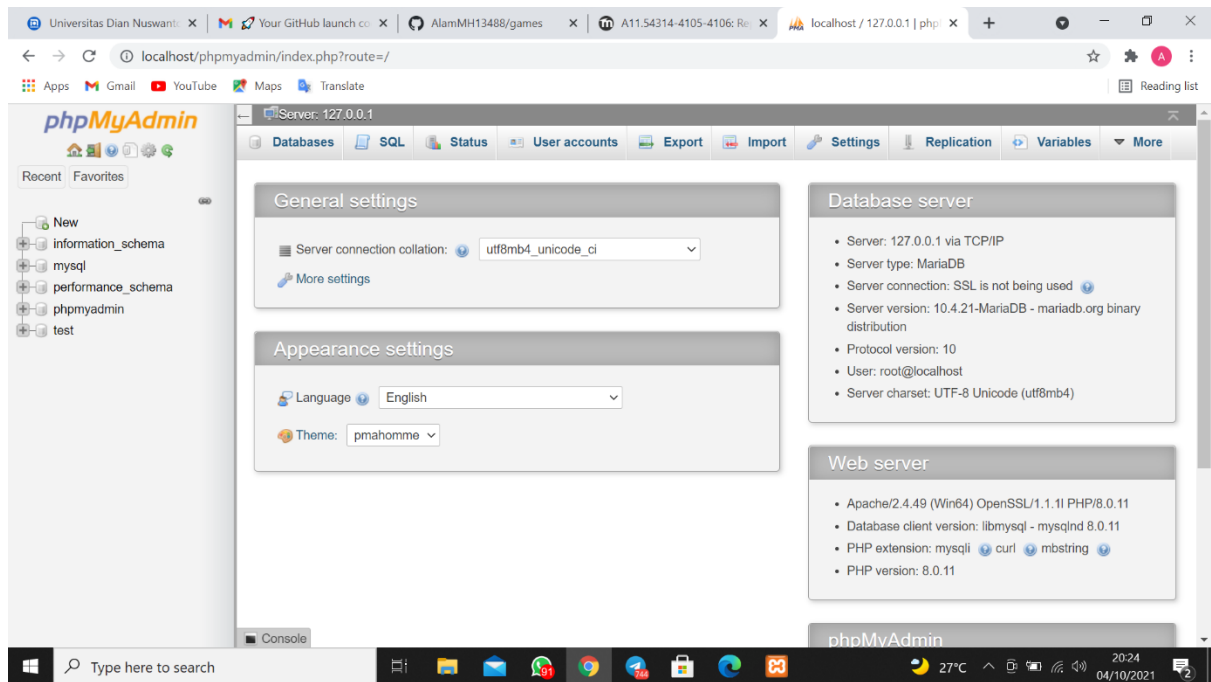 Universitas Dian Nuswanto
Your GitHub launch co
AlamMH13488/games
A11.54314-4105-4106: Re
localhost / 127.0.0.1 | php
localhost/phpmyadmin/index.php?route=/
A
Apps Gmail YouTube Maps Translate
Reading list
phpMyAdmin
Recent Favorites
New
information_schema
mysql
performance_schema
phpmyadmin
test
Server: 127.0.0.1
Databases SQL Status User accounts Export Import Settings Replication Variables More
General settings
Server connection collation: utf8mb4_unicode_ci
More settings
Appearance settings
Language English
Theme: pmahomme
Database server
Server: 127.0.0.1 via TCP/IP
Server type: MariaDB
Server connection: SSL is not being used
Server version: 10.4.21-MariaDB - mariadb.org binary
distribution
Protocol version: 10
User: root@localhost
Server charset: UTF-8 Unicode (utf8mb4)
Web server
Apache/2.4.49 (Win64) OpenSSL/1.1.1l PHP/8.0.11
Database client version: libmysql - mysqlnd 8.0.11
PHP extension: mysqli curl mbstring
PHP version: 8.0.11
phpMyAdmin
Console
Type here to search
91
744
27°C
20:24
04/10/2021
2